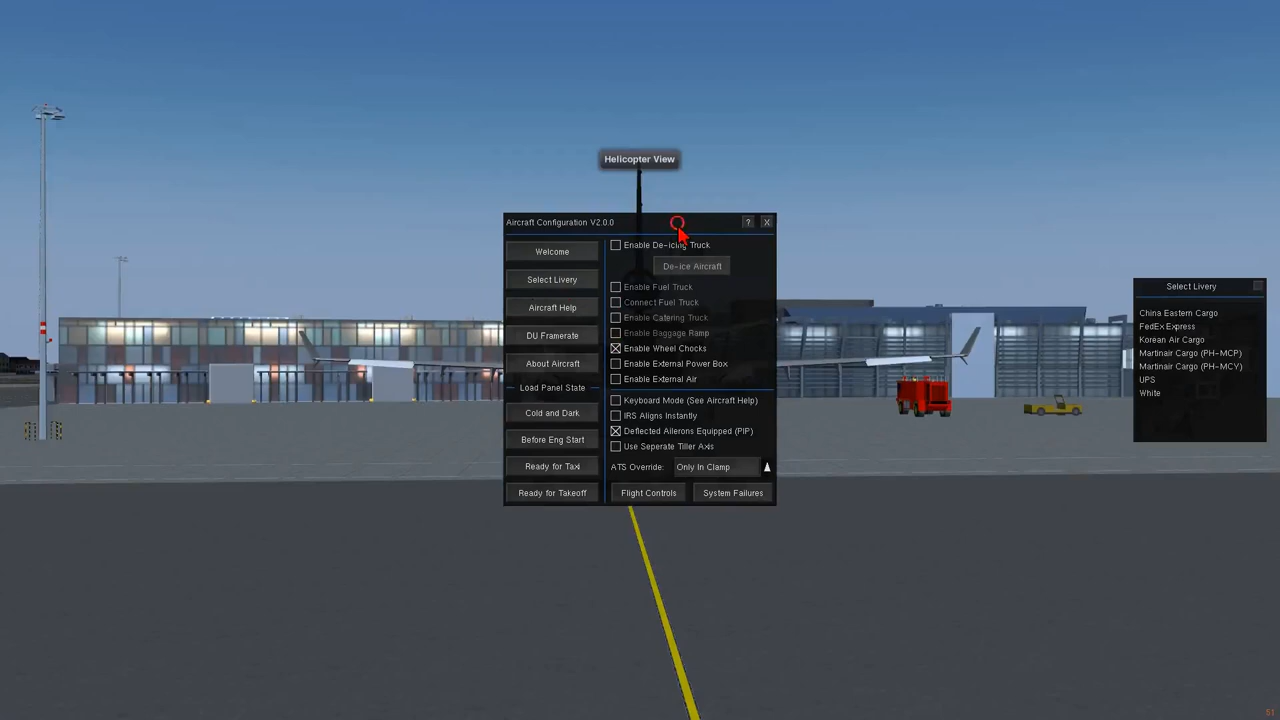 Helicopter View
Aircraft Configuration V2.0.0
?
X
Welcome
Select Livery
Aircraft Help
DU Framerate
About Aircraft
Load Panel State
Cold and Dark
Before Eng Start
Ready for Taxi
Ready for Takeoff
Enable De-icing Truck
De-Ice Aircraft
Enable Fuel Truck
Connect Fuel Truck
Enable Catering Truck
Enable Baggage Ramp
Enable Wheel Chocks
Enable External Power Box
Enable External Air
Keyboard Mode (See Aircraft Help)
IRS Aligns Instantly
Deflected Ailerons Equipped (PIP)
Use Seperate Tiller Axis
ATS Override: Only In Clamp
Flight Controls
System Failures
Select Livery
China Eastern Cargo
FedEx Express
Korean Air Cargo
Martinair Cargo (PH-MCP)
Martinair Cargo (PH-MCY)
UPS
White
51